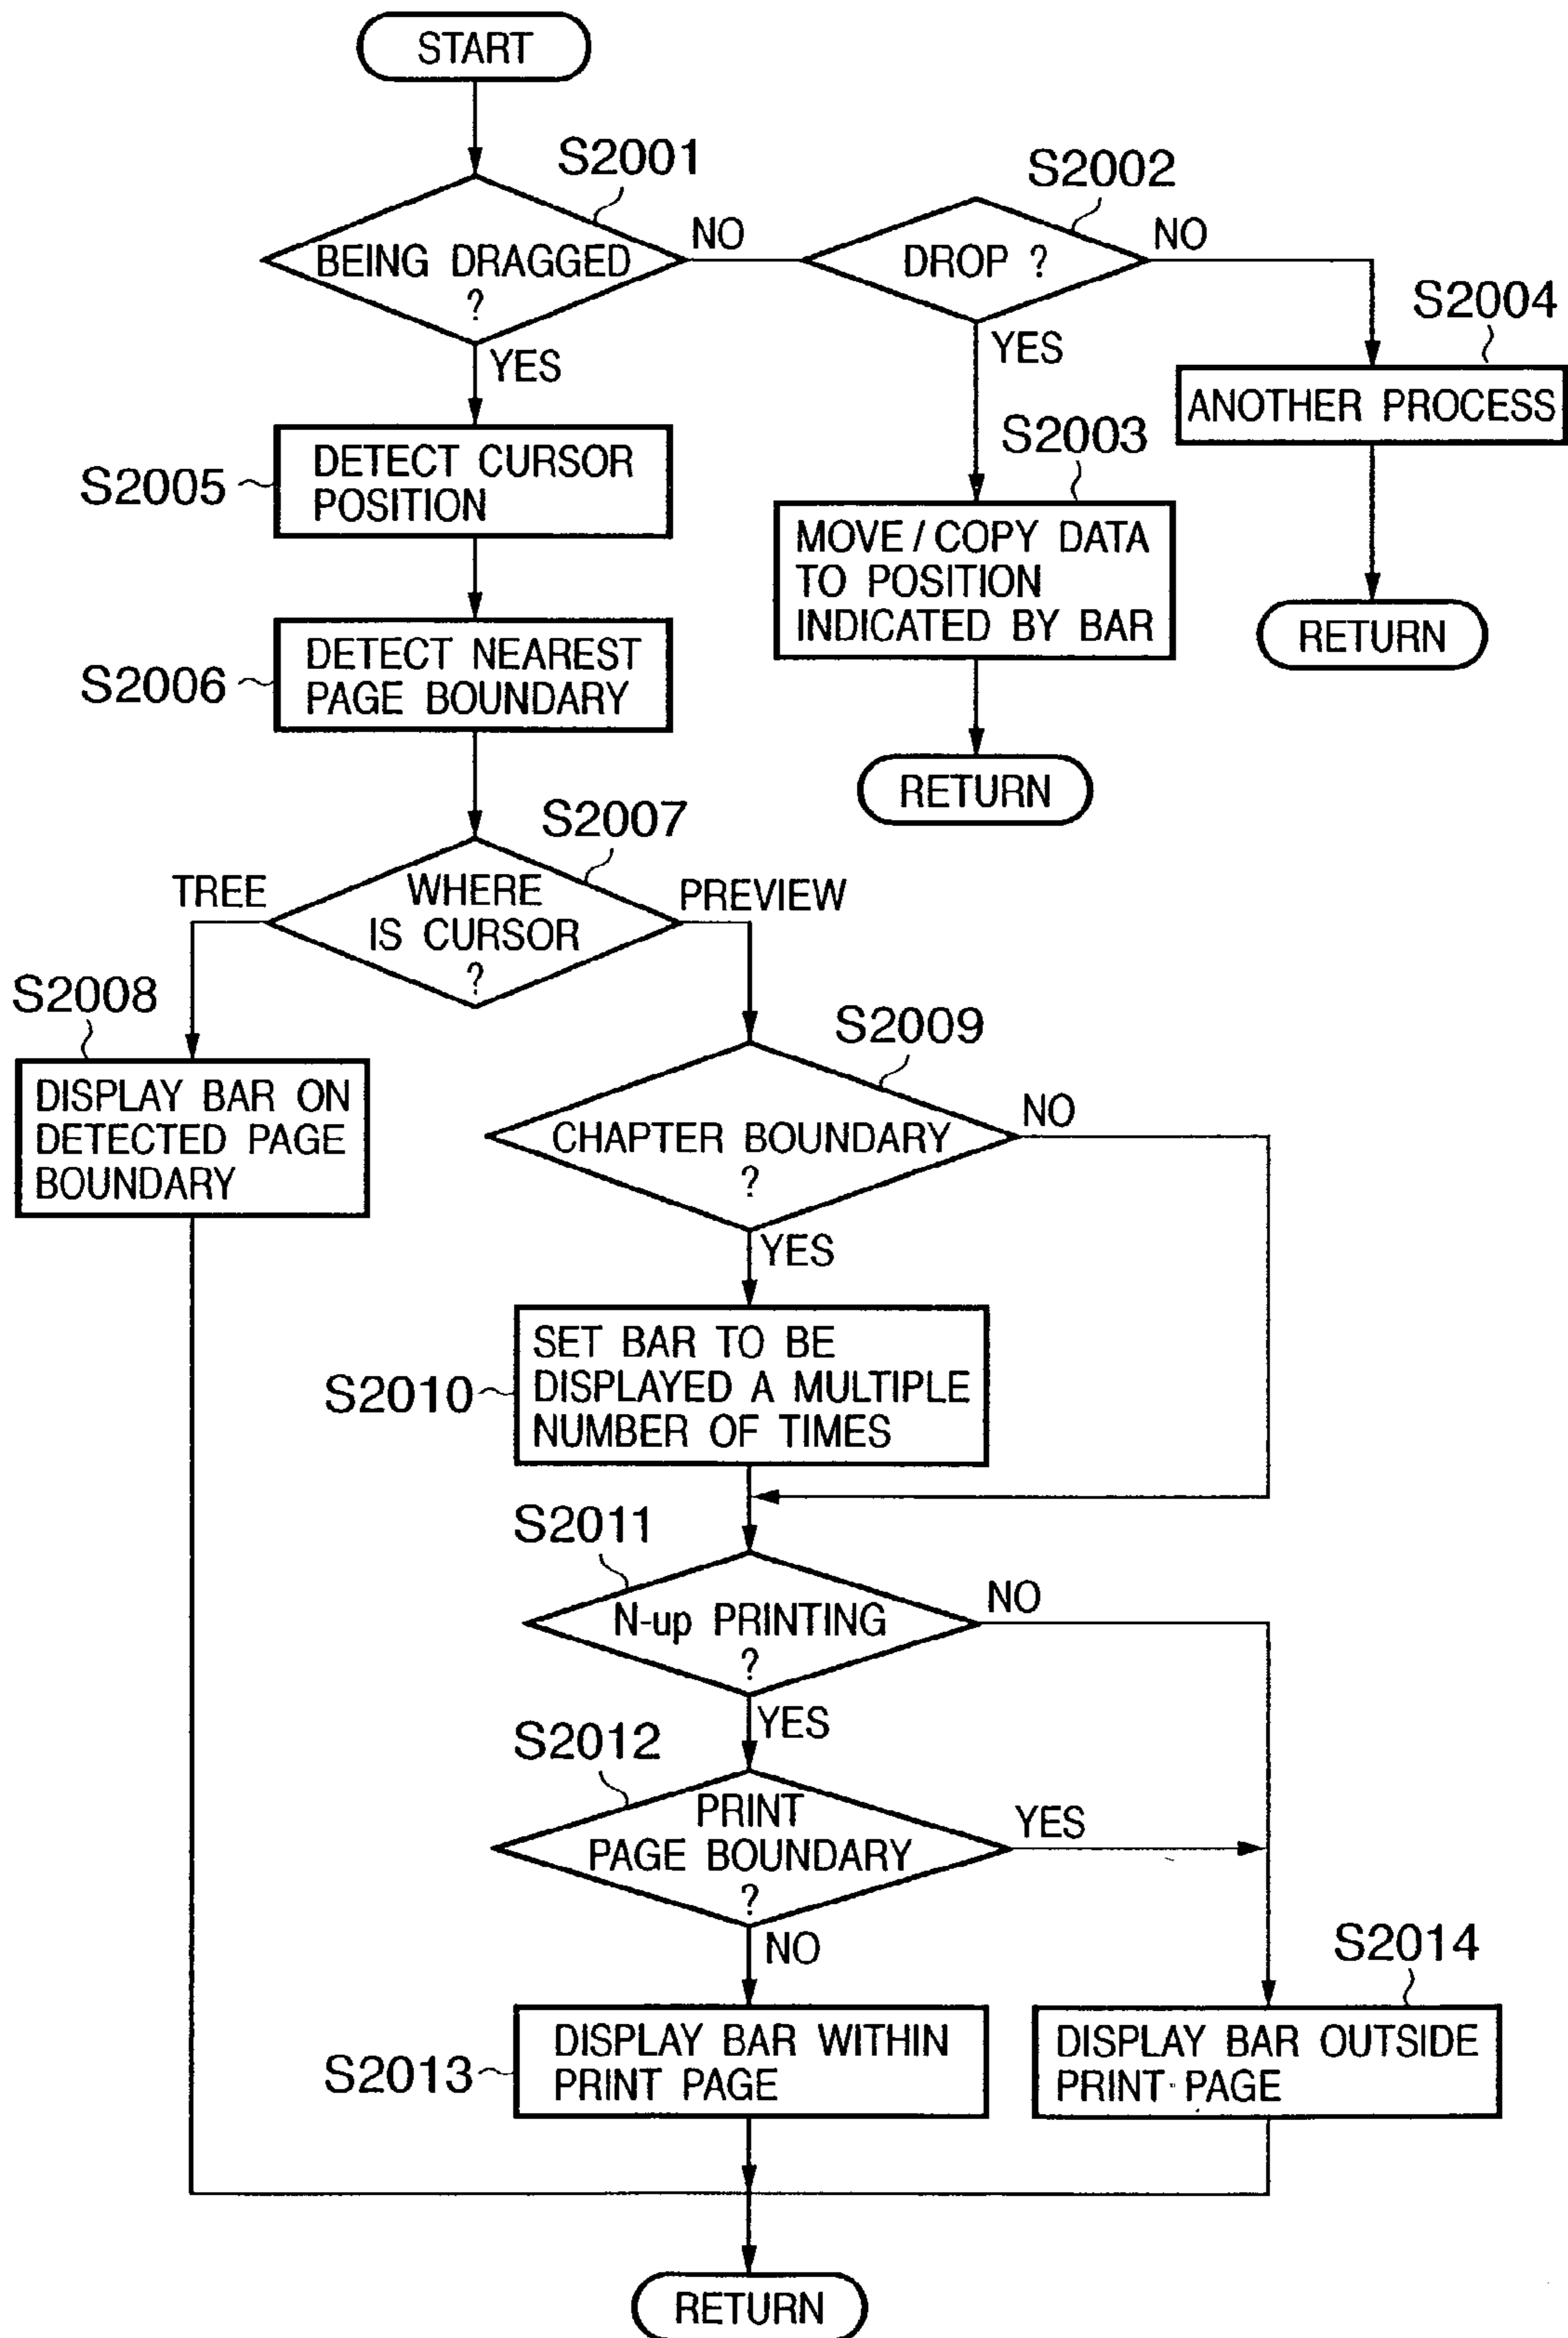 START
S2001
S2002
BEING DRAGGED
?
NO
DROP ?
NO
S2004
YES
YES
ANOTHER PROCESS
S2003
S2005
DETECT CURSOR
POSITION
MOVE / COPY DATA
TO POSITION
INDICATED BY BAR
RETURN
S2006
DETECT NEAREST
PAGE BOUNDARY
RETURN
S2007
TREE
WHERE
IS CURSOR
?
PREVIEW
S2008
S2009
DISPLAY BAR ON
DETECTED PAGE
BOUNDARY
CHAPTER BOUNDARY
?
NO
YES
S2010
SET BAR TO BE
DISPLAYED A MULTIPLE
NUMBER OF TIMES
S2011
N-up PRINTING
?
NO
YES
S2012
PRINT
PAGE BOUNDARY
?
YES
NO
S2014
S2013
DISPLAY BAR WITHIN
PRINT PAGE
DISPLAY BAR OUTSIDE
PRINT PAGE
RETURN